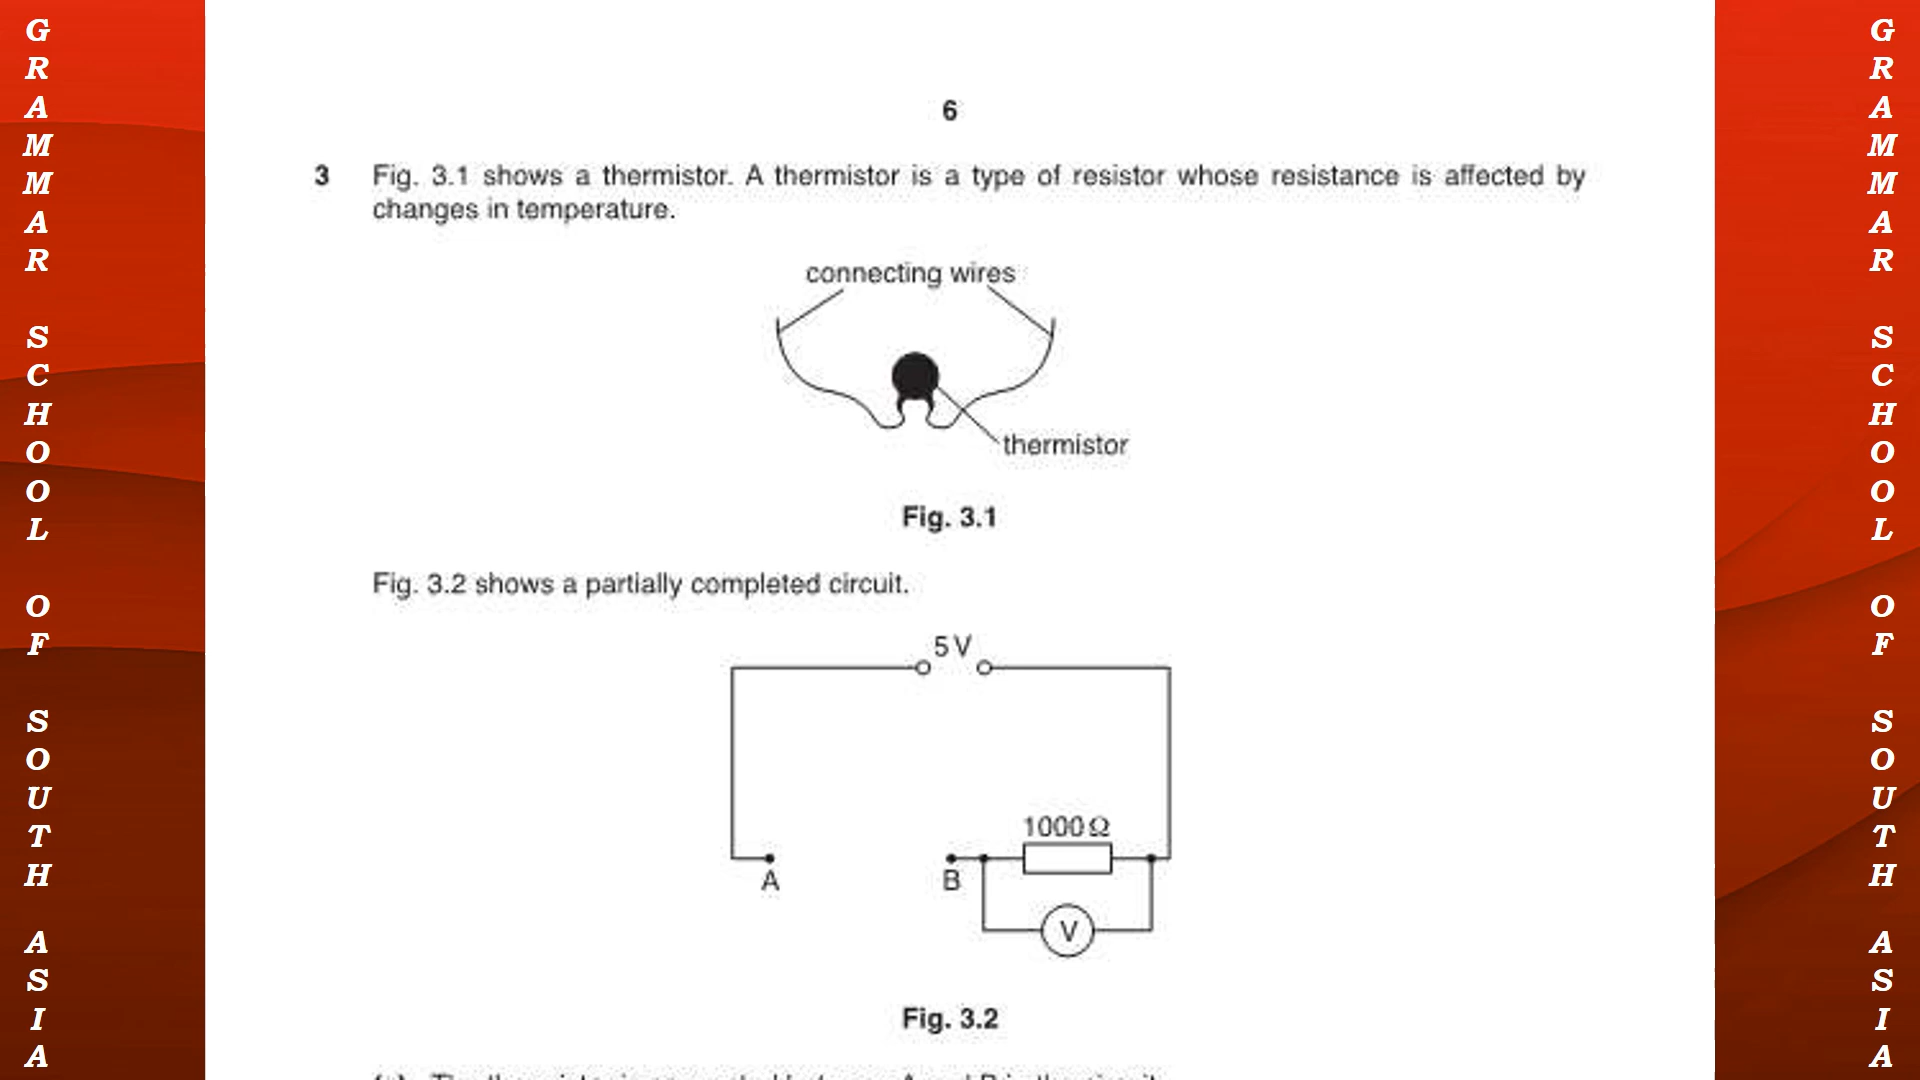 GRAMMAR SCHOOL OF SOUTH ASIA
6
3 Fig. 3.1 shows a thermistor. A thermistor is a type of resistor whose resistance is affected by
changes in temperature.
connecting wires
thermistor
Fig. 3.1
Fig. 3.2 shows a partially completed circuit.
5 V
1000 Ω
A
B
V
Fig. 3.2
GRAMMAR SCHOOL OF SOUTH ASIA